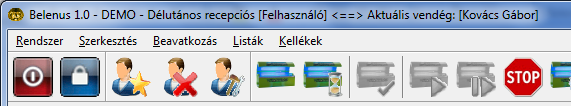 Belenus 1.0 - DEMO - Délutános recepciós [Felhasználó] <==> Aktuális vendég: [Kovács Gábor]
Rendszer Szerkesztés Beavatkozás Listák Kellékek
STOP